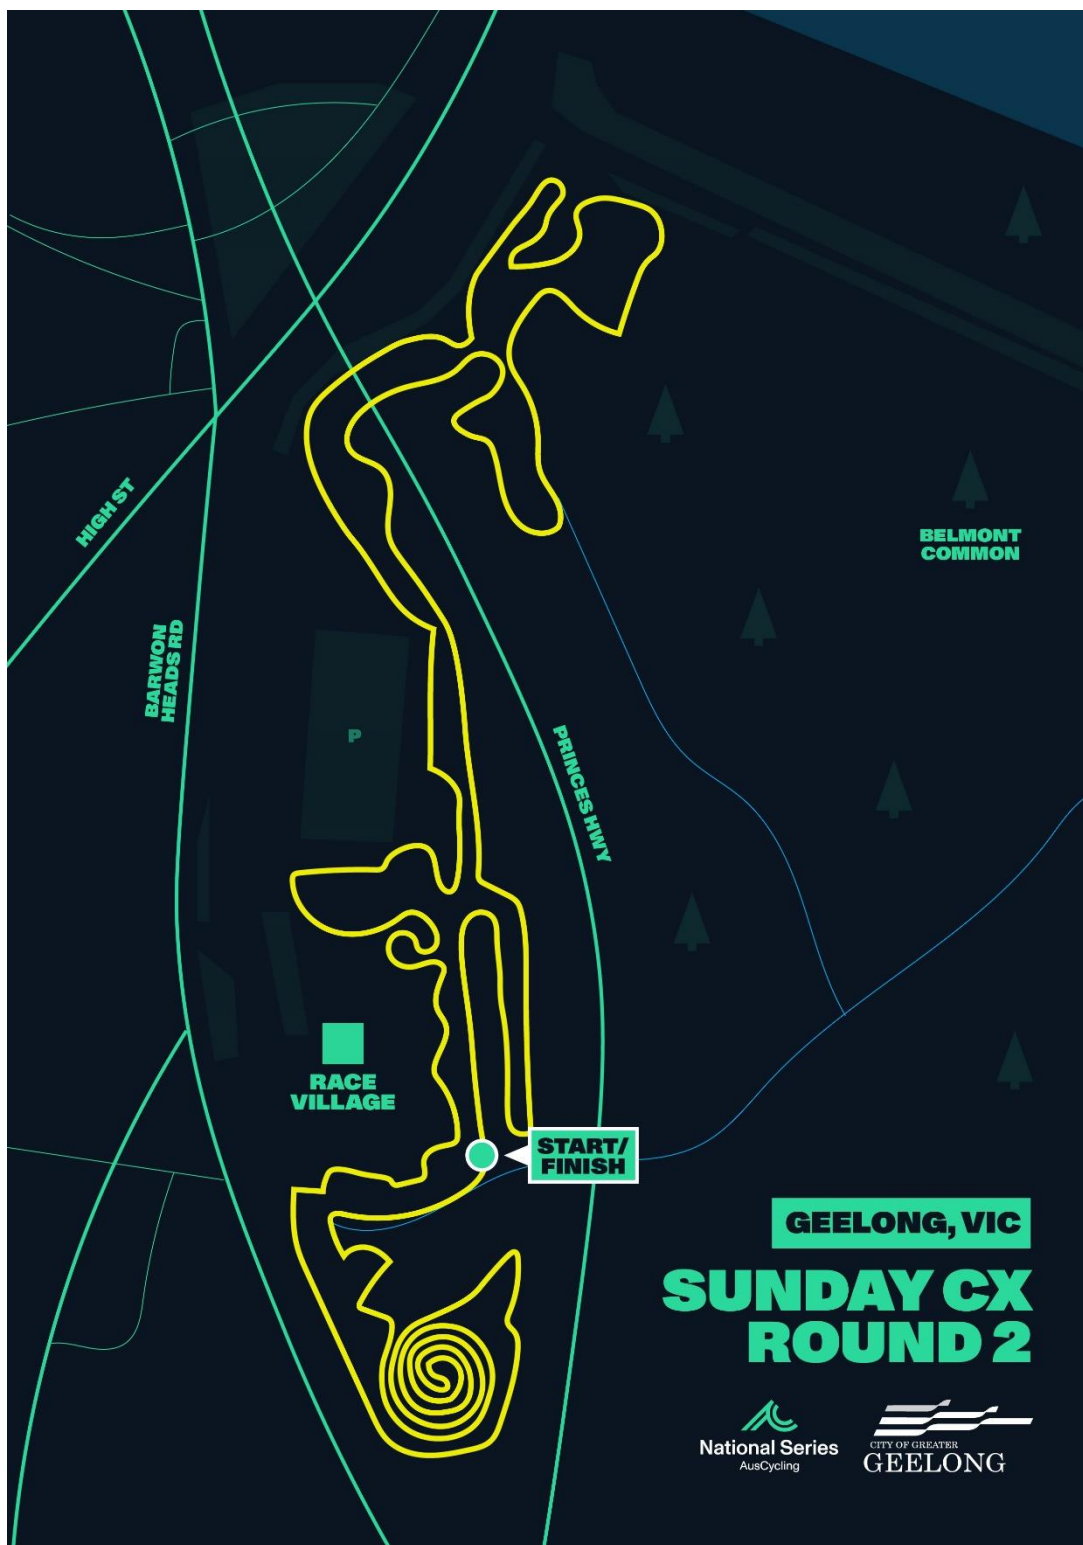 HIGH ST
BELMONT
COMMON
BARWON
HEADS RD
P
PRINCES HWY
RACE
VILLAGE
START/
FINISH
GEELONG, VIC
SUNDAY CX
ROUND 2
National Series
AusCycling
CITY OF GREATER
GEELONG